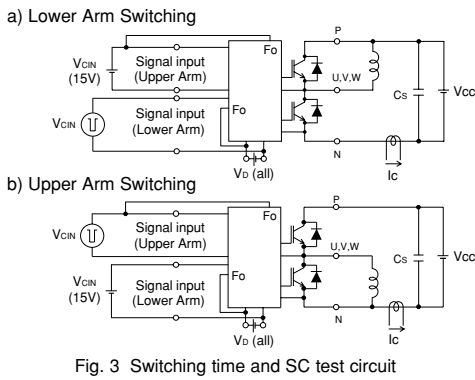 a) Lower Arm Switching
P
Fo
VCIN
(15V)
Signal input
(Upper Arm)
U,V,W
Signal input
(Lower Arm)
Fo
CS
VCC
VCIN
N
VD (all)
Ic
b) Upper Arm Switching
P
Fo
VCIN
Signal input
(Upper Arm)
U,V,W
VCIN
(15V)
Signal input
(Lower Arm)
Fo
CS
VCC
N
VD (all)
Ic
Fig. 3 Switching time and SC test circuit